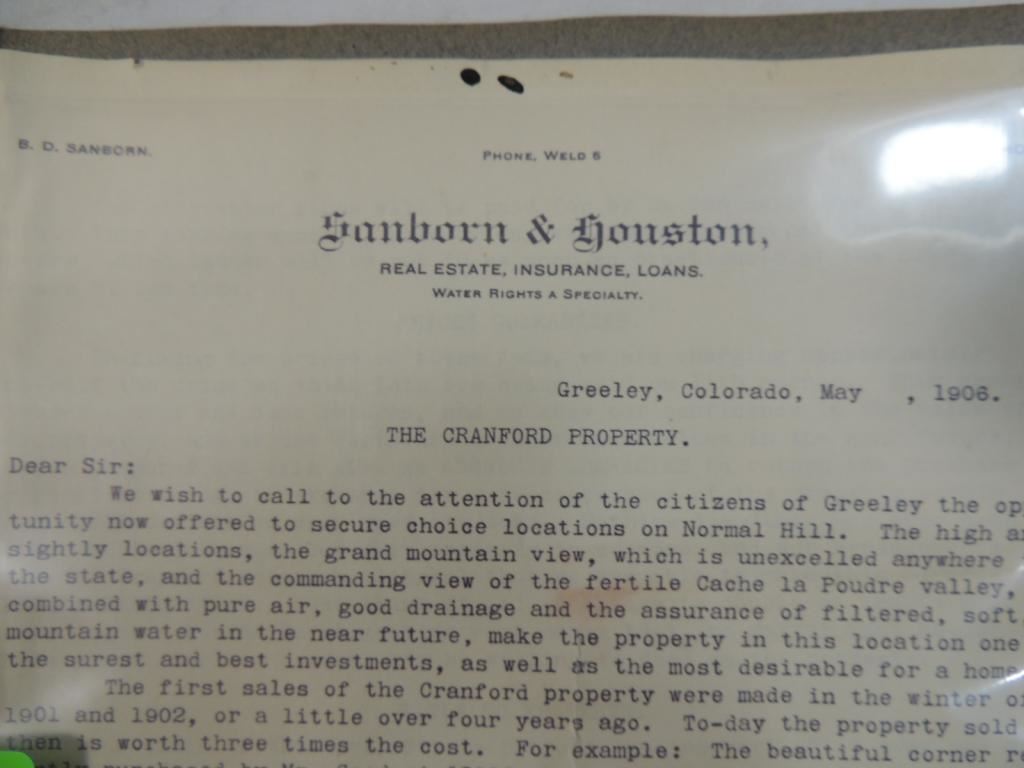 B. D. SANBORN.
PHONE, WELD 6
Sanborn & Houston,
REAL ESTATE, INSURANCE, LOANS.
WATER RIGHTS A SPECIALTY.
Greeley, Colorado, May , 1906.
THE CRANFORD PROPERTY.
Dear Sir:
We wish to call to the attention of the citizens of Greeley the op
tunity now offered to secure choice locations on Normal Hill. The high a
sightly locations, the grand mountain view, which is unexcelled anywhere
the state, and the commanding view of the fertile Cache la Poudre valley,
combined with pure air, good drainage and the assurance of filtered, soft
mountain water in the near future, make the property in this location one
the surest and best investments, as well as the most desirable for a home
The first sales of the Cranford property were made in the winter of
1901 and 1902, or a little over four years ago. To-day the property sold
then is worth three times the cost. For example: The beautiful corner
purchased by Mr.